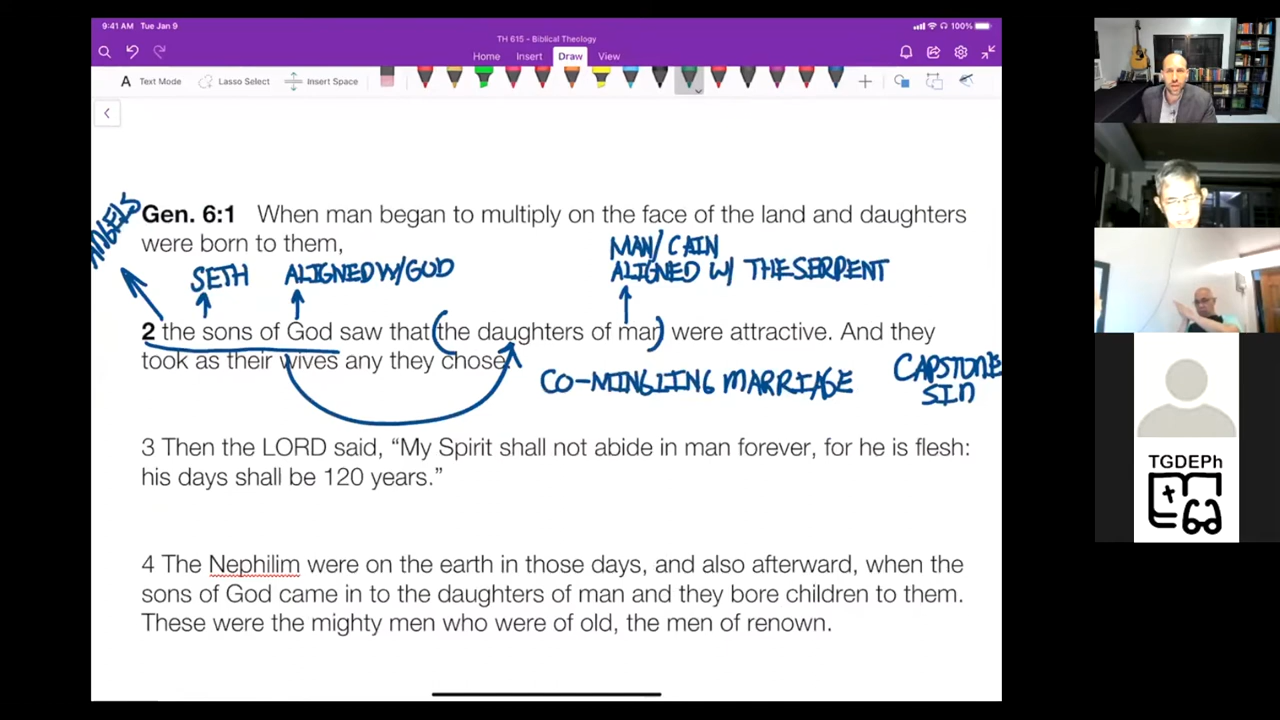 9:41 AM Tue Jan 9
100%
TH 615 - Biblical Theology
Home Insert Draw View
A Text Mode Lasso Select Insert Space
ANGELS
Gen. 6:1 When man began to multiply on the face of the land and daughters
were born to them,
MAN/CAIN
SETH ALIGNED W/GOD ALIGNED W/ THE SERPENT
2 the sons of God saw that (the daughters of man) were attractive. And they
took as their wives any they chose.
CO-MINGLING MARRIAGE CAPSTONE
SIN
3 Then the LORD said, “My Spirit shall not abide in man forever, for he is flesh:
his days shall be 120 years.”
4 The Nephilim were on the earth in those days, and also afterward, when the
sons of God came in to the daughters of man and they bore children to them.
These were the mighty men who were of old, the men of renown.
TGDEPh